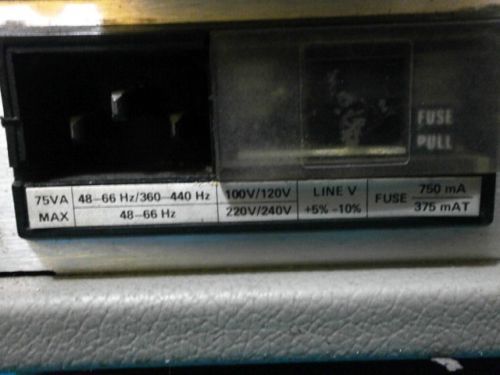 FUSE
PULL
75VA 48–66 Hz/360–440 Hz 100V/120V LINE V FUSE 750 mA
MAX 48–66 Hz 220V/240V +5% -10% 375 mAT